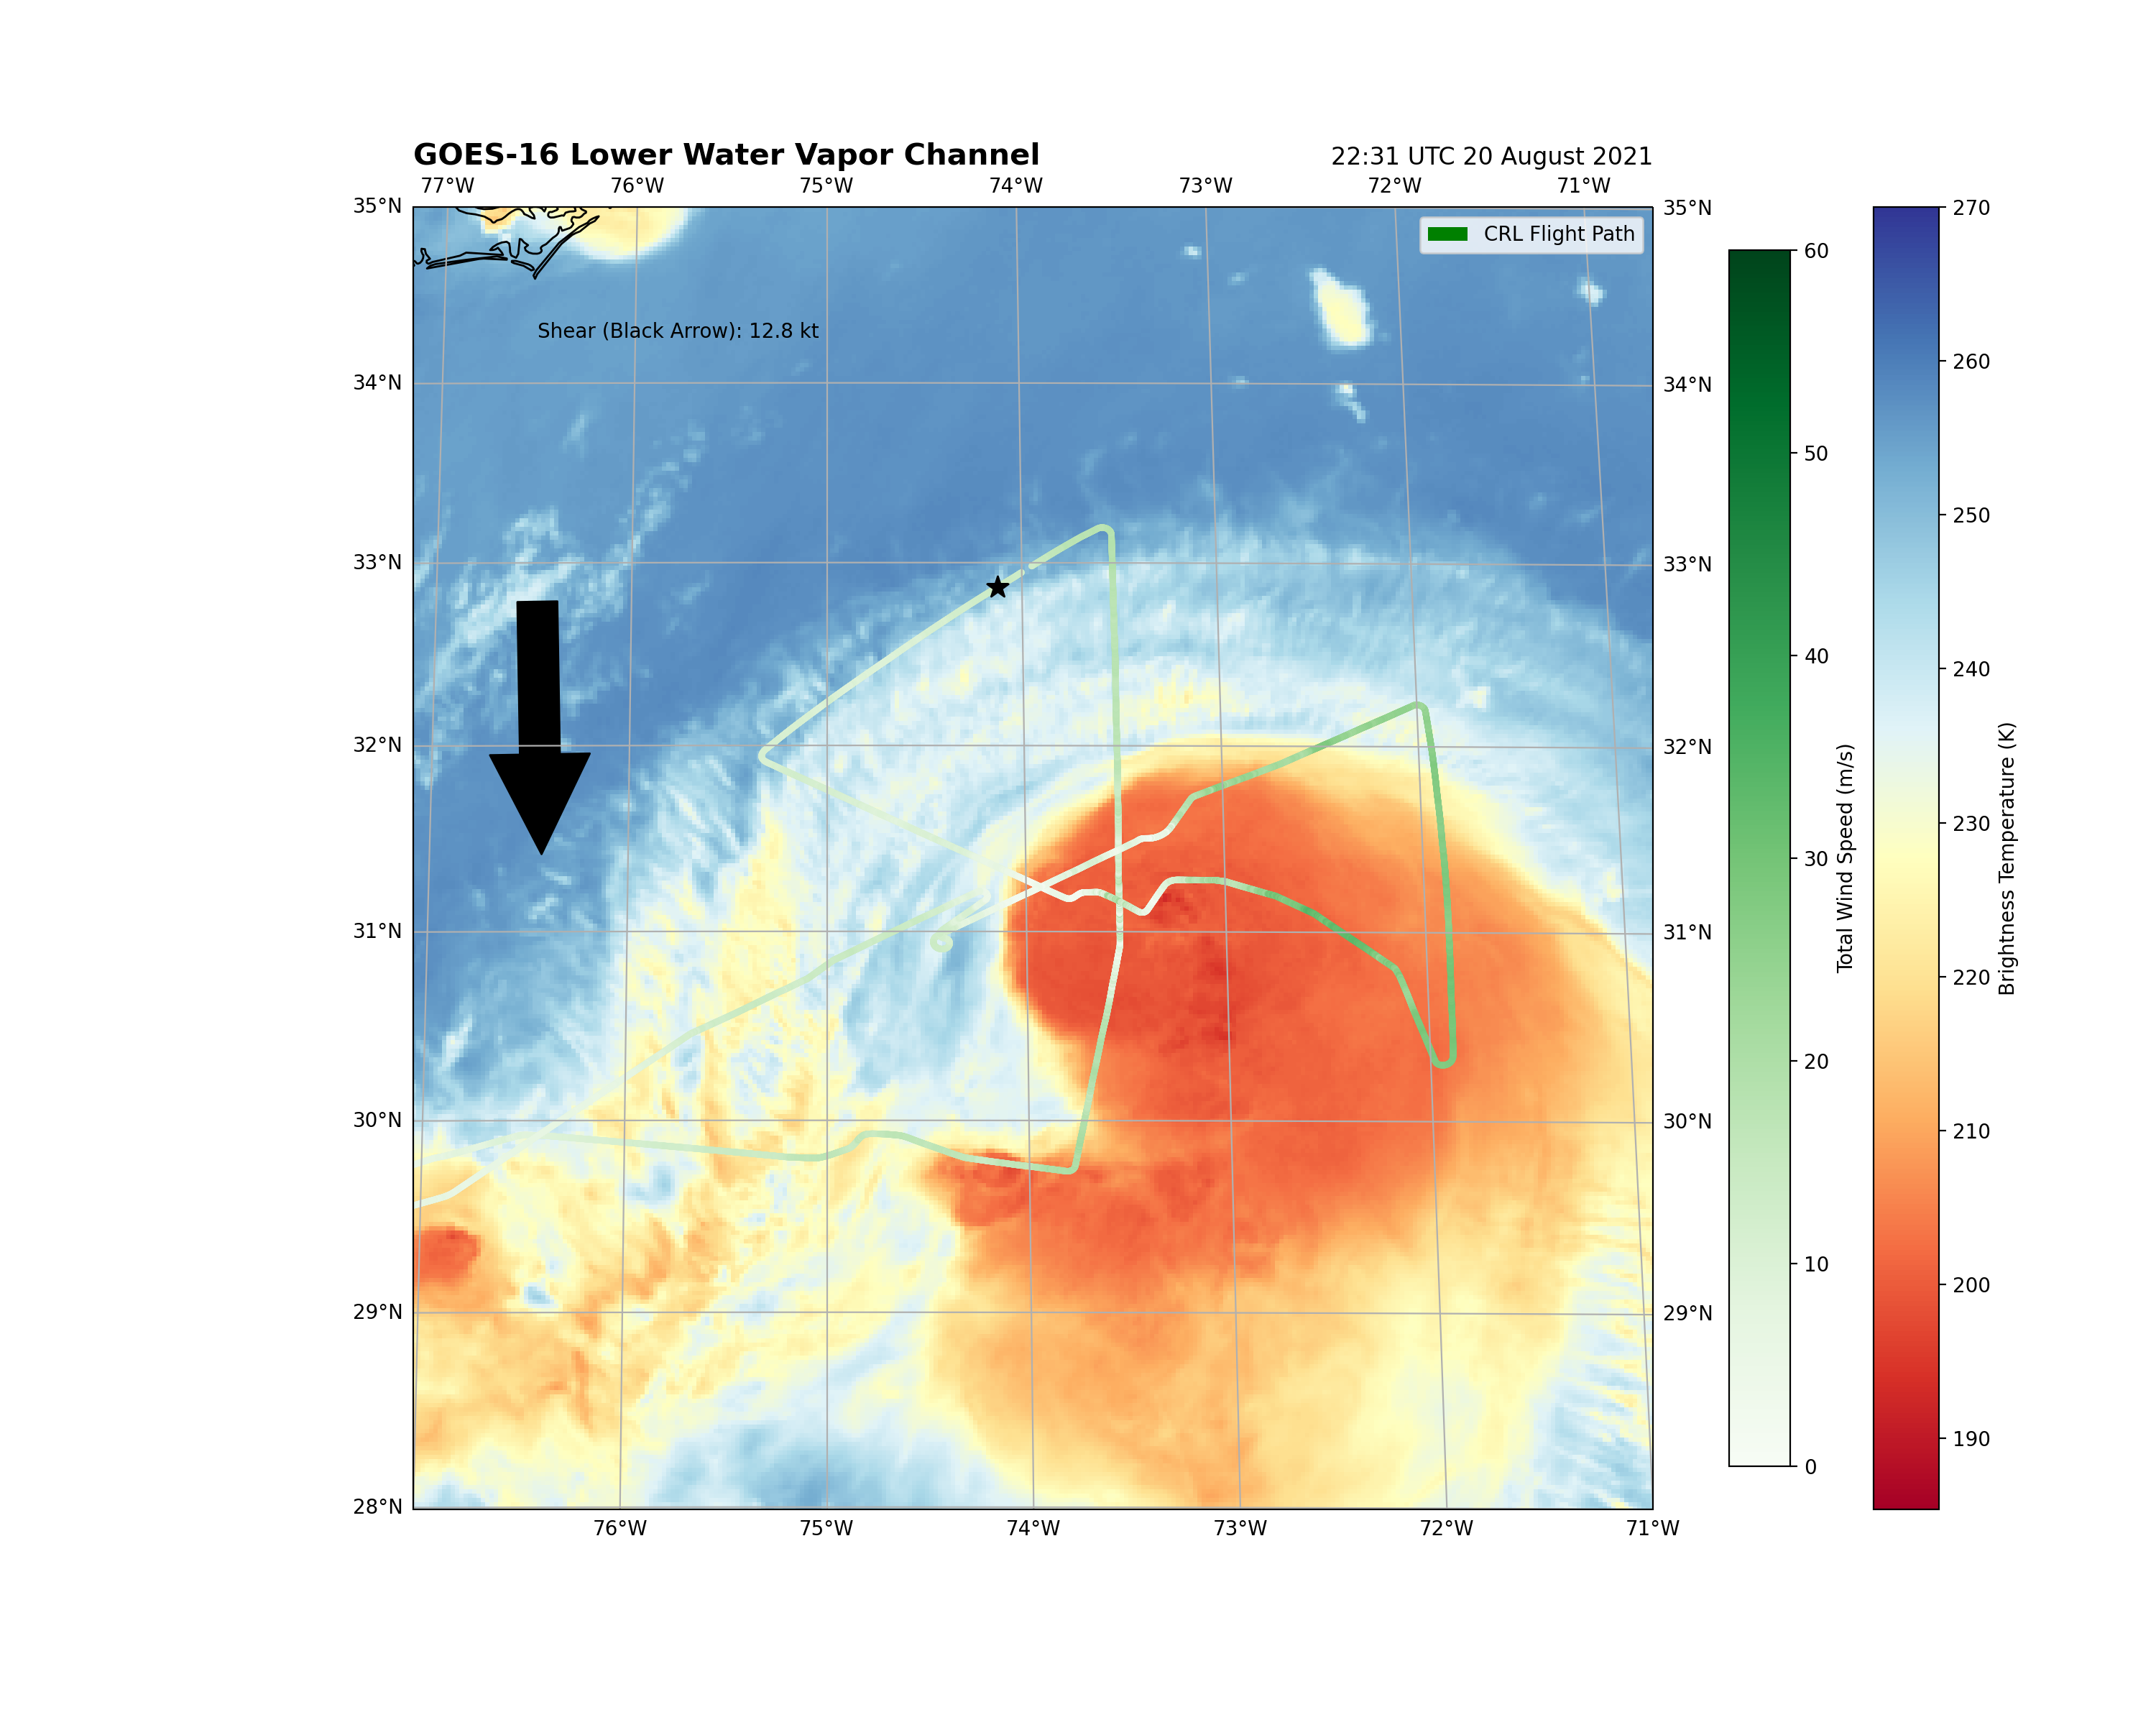 GOES-16 Lower Water Vapor Channel
22:31 UTC 20 August 2021
77°W 76°W 75°W 74°W 73°W 72°W 71°W
35°N
34°N
33°N
32°N
31°N
30°N
29°N
28°N
CRL Flight Path
Shear (Black Arrow): 12.8 kt
35°N
34°N
33°N
32°N
31°N
30°N
29°N
76°W 75°W 74°W 73°W 72°W 71°W
60
50
40
30
20
10
0
Total Wind Speed (m/s)
270
260
250
240
230
220
210
200
190
Brightness Temperature (K)